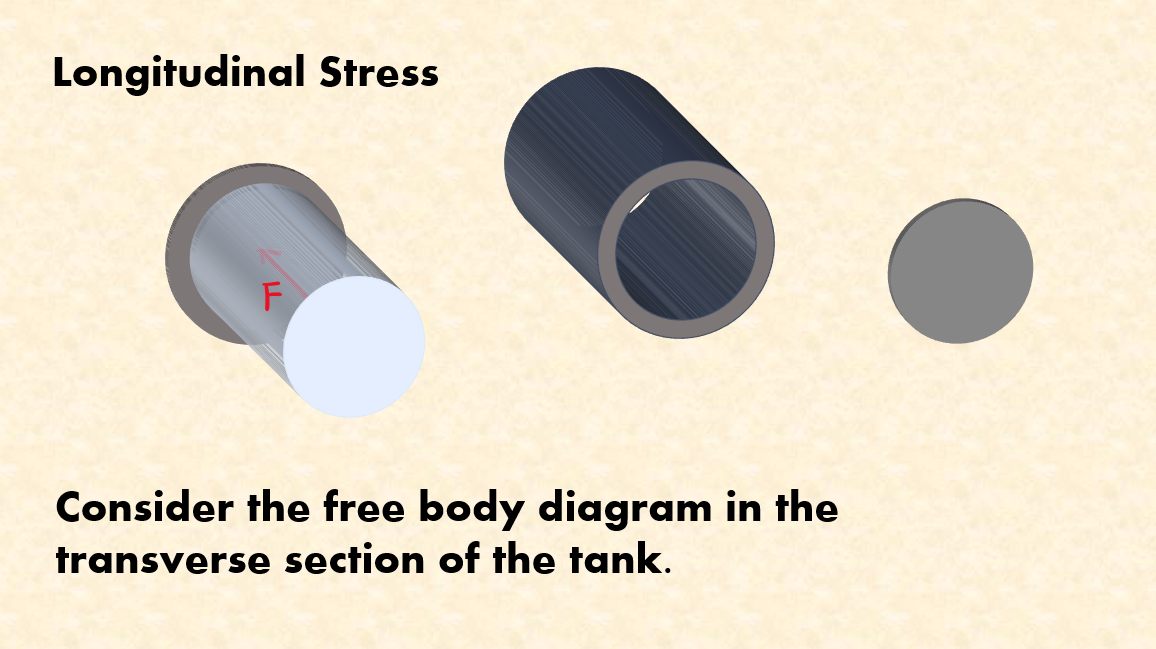 Longitudinal Stress
F
Consider the free body diagram in the
transverse section of the tank.